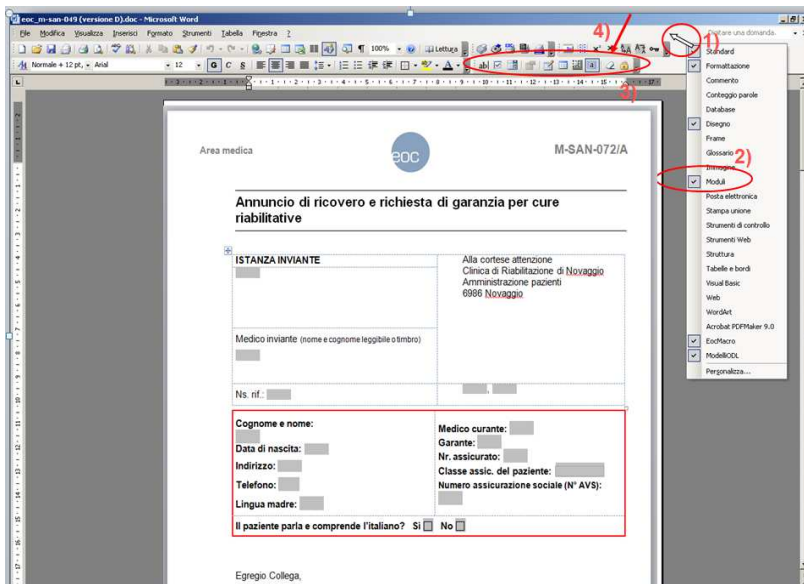 eoc_m-san-049 (versione D).doc - Microsoft Word
File Modifica Visualizza Inserisci Formato Strumenti Tabella Finestra ?
Digitare una domanda.
4)
1)
100%
Lettura
Normale + 12 pt, Arial 12 G C S
ab
3)
Standard
Formattazione
Commento
Conteggio parole
Database
Disegno
Frame
Glossario
2)
Immagine
Moduli
Posta elettronica
Stampa unione
Strumenti di controllo
Strumenti Web
Struttura
Tabelle e bordi
Visual Basic
Web
WordArt
Acrobat PDFMaker 9.0
EocMacro
ModelliODL
Personalizza...
Area medica
eoc
M-SAN-072/A
Annuncio di ricovero e richiesta di garanzia per cure
riabilitative
ISTANZA INVIANTE
Alla cortese attenzione
Clinica di Riabilitazione di Novaggio
Amministrazione pazienti
6986 Novaggio
Medico inviante (nome e cognome leggibile o timbro)
Ns. rif.:
,
Cognome e nome:
Data di nascita:
Indirizzo:
Telefono:
Lingua madre:
Medico curante:
Garante:
Nr. assicurato:
Classe assic. del paziente:
Numero assicurazione sociale (N° AVS):
Il paziente parla e comprende l'italiano? Si No
Egregio Collega,